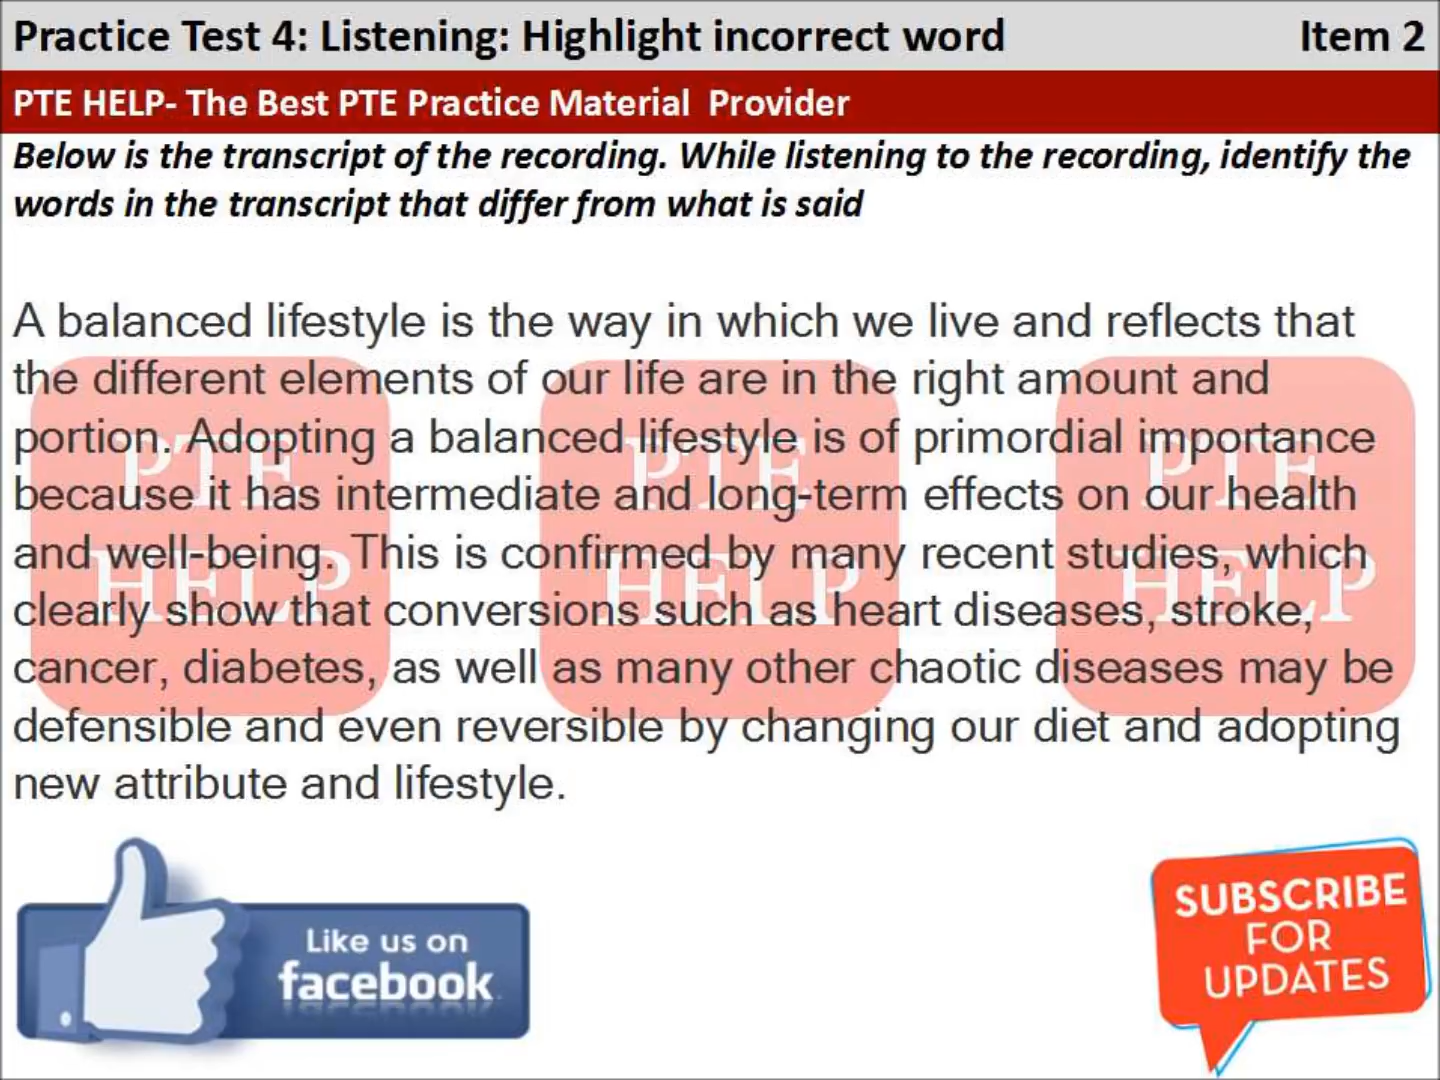 Practice Test 4: Listening: Highlight incorrect word Item 2
PTE HELP- The Best PTE Practice Material Provider
Below is the transcript of the recording. While listening to the recording, identify the
words in the transcript that differ from what is said
A balanced lifestyle is the way in which we live and reflects that
the different elements of our life are in the right amount and
portion. Adopting a balanced lifestyle is of primordial importance
because it has intermediate and long-term effects on our health
and well-being. This is confirmed by many recent studies, which
clearly show that conversions such as heart diseases, stroke,
cancer, diabetes, as well as many other chaotic diseases may be
defensible and even reversible by changing our diet and adopting
new attribute and lifestyle.
PTE
HELP
PTE
HELP
PTE
HELP
Like us on
facebook
SUBSCRIBE
FOR
UPDATES